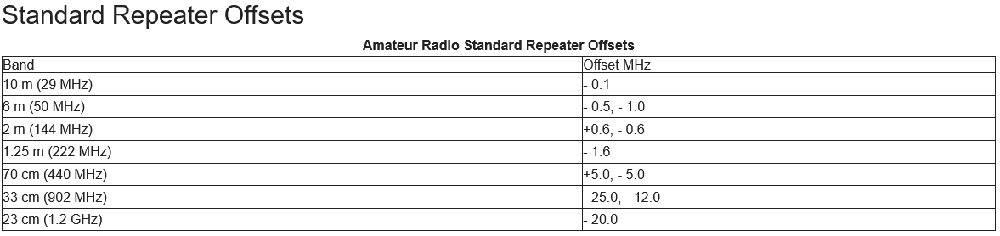 Standard Repeater Offsets
Amateur Radio Standard Repeater Offsets
Band Offset MHz
10 m (29 MHz) - 0.1
6 m (50 MHz) - 0.5, - 1.0
2 m (144 MHz) +0.6, - 0.6
1.25 m (222 MHz) - 1.6
70 cm (440 MHz) +5.0, - 5.0
33 cm (902 MHz) - 25.0, - 12.0
23 cm (1.2 GHz) - 20.0